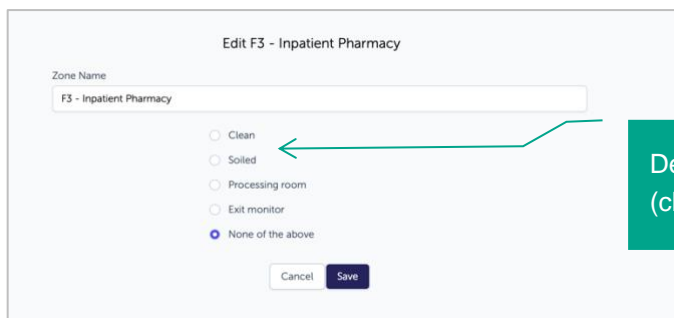 Edit F3 - Inpatient Pharmacy
Zone Name
F3 - Inpatient Pharmacy
Clean
Soiled
Processing room
Exit monitor
None of the above
Cancel Save